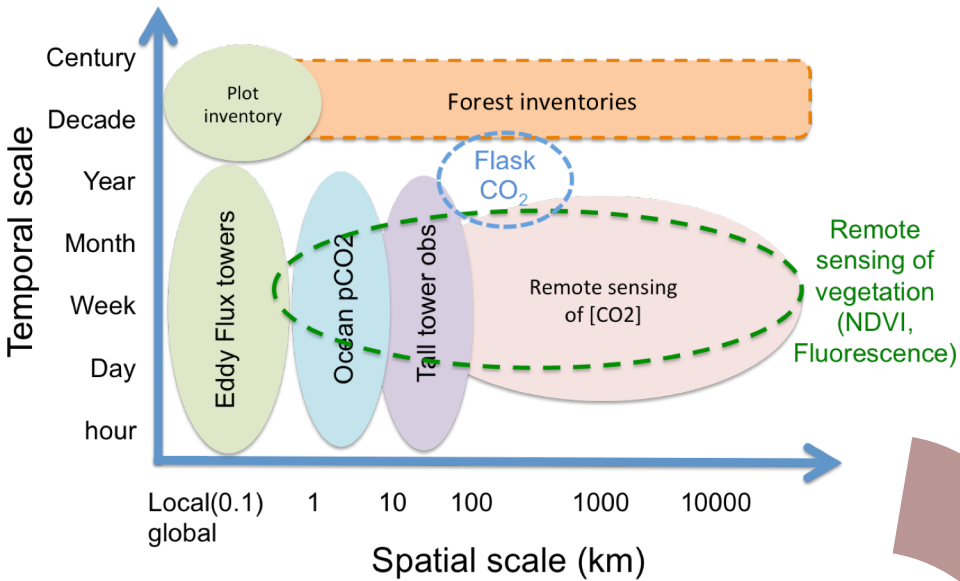 Temporal scale
Century
Decade
Year
Month
Week
Day
hour
Plot
inventory
Forest inventories
Flask
CO₂
Eddy Flux towers
Ocean pCO2
Tall tower obs
Remote sensing
of [CO2]
Remote
sensing of
vegetation
(NDVI,
Fluorescence)
Local(0.1) 1 10 100 1000 10000
global
Spatial scale (km)